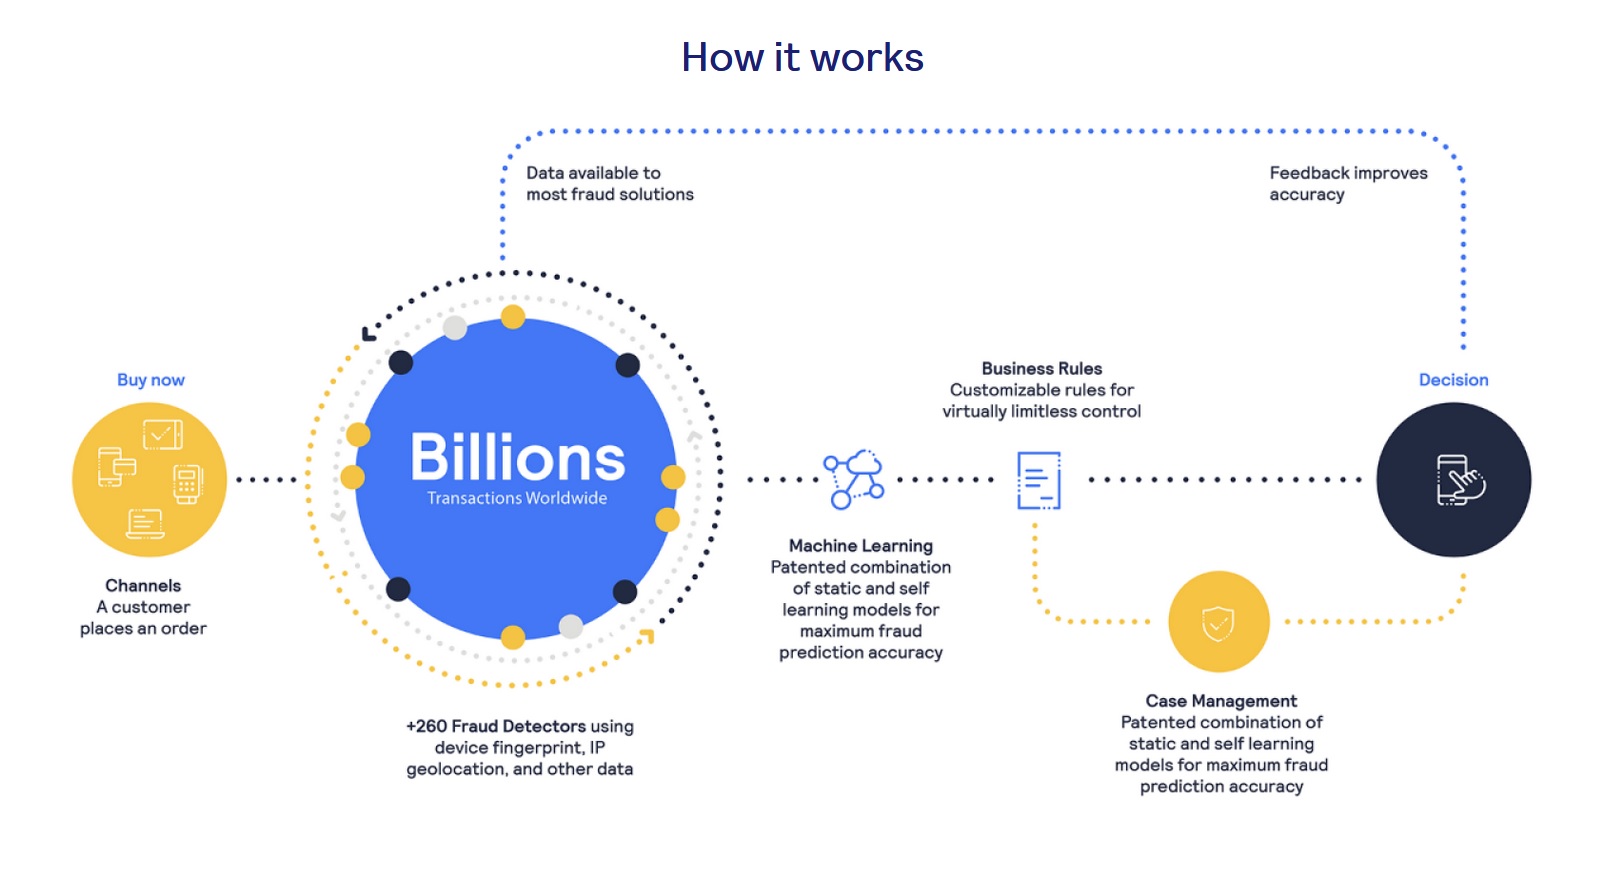 How it works
Data available to
most fraud solutions
Feedback improves
accuracy
Buy now
Channels
A customer
places an order
Billions
Transactions Worldwide
+260 Fraud Detectors using
device fingerprint, IP
geolocation, and other data
Machine Learning
Patented combination
of static and self
learning models for
maximum fraud
prediction accuracy
Business Rules
Customizable rules for
virtually limitless control
Case Management
Patented combination of
static and self learning
models for maximum fraud
prediction accuracy
Decision